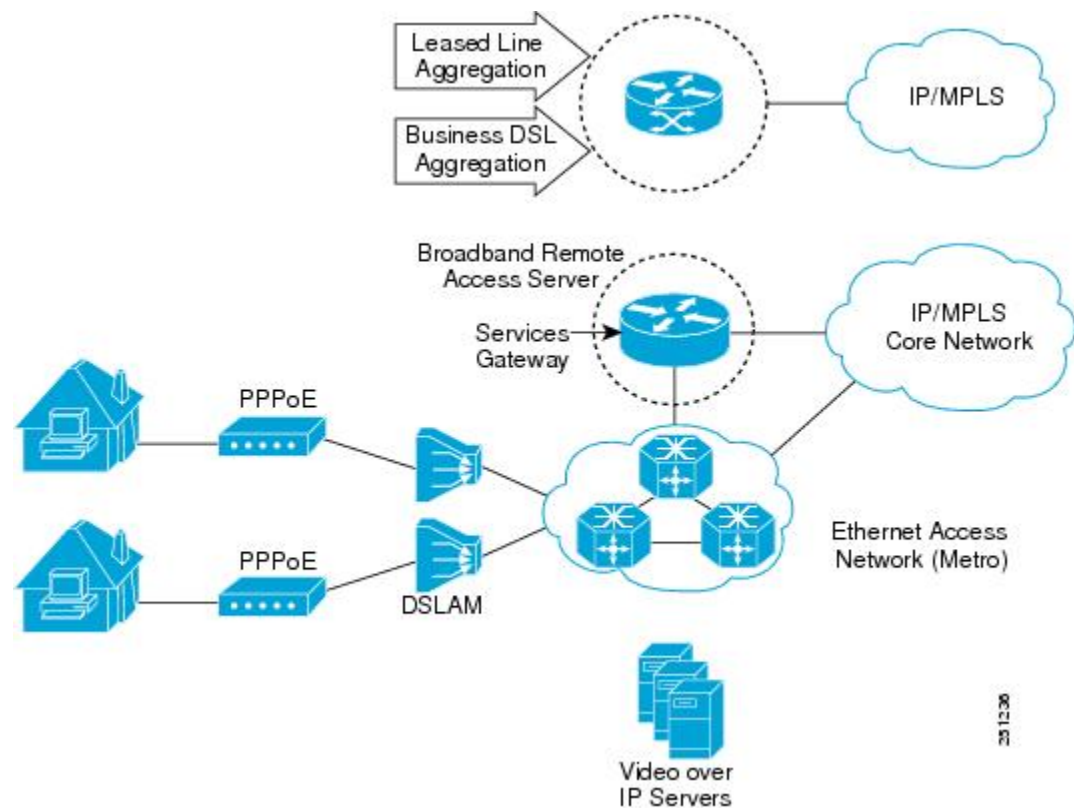 Leased Line
Aggregation
IP/MPLS
Business DSL
Aggregation
Broadband Remote
Access Server
Services
Gateway
IP/MPLS
Core Network
PPPoE
PPPoE
DSLAM
Ethernet Access
Network (Metro)
Video over
IP Servers
281236